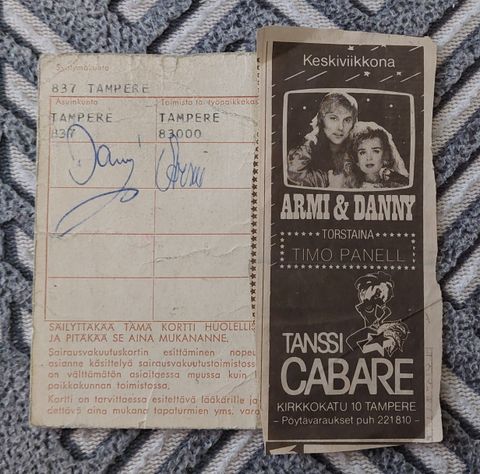 Syntymäkunta
837 TAMPERE
Asuinkunta Toimisto tai työpaikkakas
TAMPERE TAMPERE
837 83000
Danny Armi
SÄILYTTÄKÄÄ TÄMÄ KORTTI HUOLELLIS
JA PITÄKÄÄ SE AINA MUKANANNE.
Sairausvakuutuskortin esittäminen nopeu
asianne käsittelyä sairausvakuutustoimistoss
on välttämätön asioitaessa muussa kuin
paikkakunnan toimistossa.
Kortti on tarvittaessa esiteltävä lääkärille j
dettävä aina mukana tapaturmien yms. vara
Keskiviikkona
ARMI & DANNY
TORSTAINA
TIMO PANELL
TANSSI
CABARE
KIRKKOKATU 10 TAMPERE
– Pöytävaraukset puh 221810 –